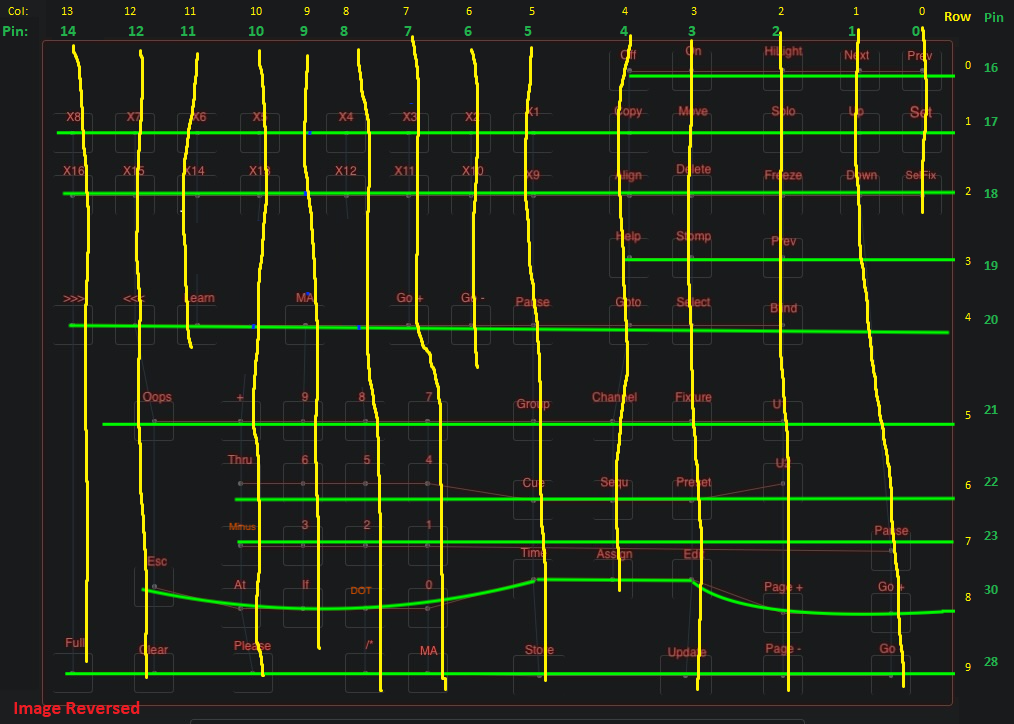 Col: 13 12 11 10 9 8 7 6 5 4 3 2 1 0
Row Pin
Pin: 14 12 11 10 9 8 7 6 5 4 3 2 1 0
Off On HiLight Next Prev 0 16
X8 X7 X6 X5 X4 X3 X2 X1 Copy Move Solo Up Set 1 17
X16 X15 X14 X13 X12 X11 X10 X9 Align Delete Freeze Down SelFix 2 18
Help Stomp Prev 3 19
>>> <<< Learn MA Go + Go - Pause Goto Select Blind 4 20
Oops + 9 8 7 Group Channel Fixture 5 21
Thru 6 5 4 Cue Sequ Preset U2 6 22
Minus 3 2 1 Pause 7 23
Esc Time Assign
At If DOT 0 Page + Go + 8 30
Full Clear Please /* MA Store Update Page - Go 9 28
Image Reversed